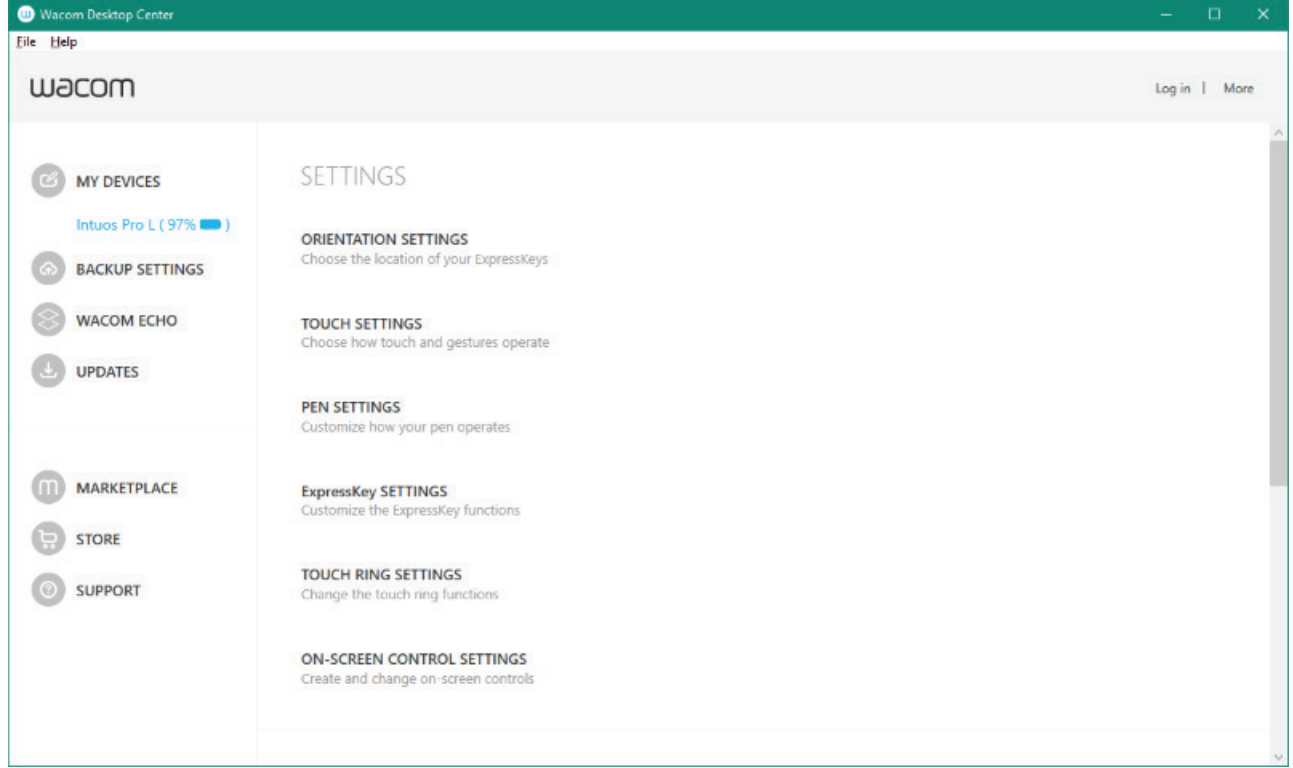 Wacom Desktop Center
File Help
wacom
Log in | More
MY DEVICES
Intuos Pro L ( 97% )
BACKUP SETTINGS
WACOM ECHO
UPDATES
MARKETPLACE
STORE
SUPPORT
SETTINGS
ORIENTATION SETTINGS
Choose the location of your ExpressKeys
TOUCH SETTINGS
Choose how touch and gestures operate
PEN SETTINGS
Customize how your pen operates
ExpressKey SETTINGS
Customize the ExpressKey functions
TOUCH RING SETTINGS
Change the touch ring functions
ON-SCREEN CONTROL SETTINGS
Create and change on-screen controls